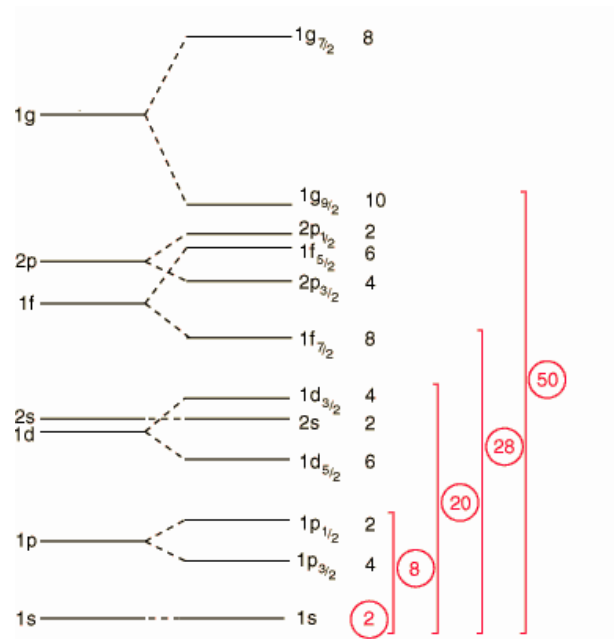 1g7/2 8
1g
1g9/2 10
2p1/2 2
2p
1f5/2 6
2p3/2 4
1f
1f7/2 8
50
1d3/2 4
2s 2s 2
1d
28
1d5/2 6
20
1p1/2 2
1p
1p3/2 4
8
1s 1s 2